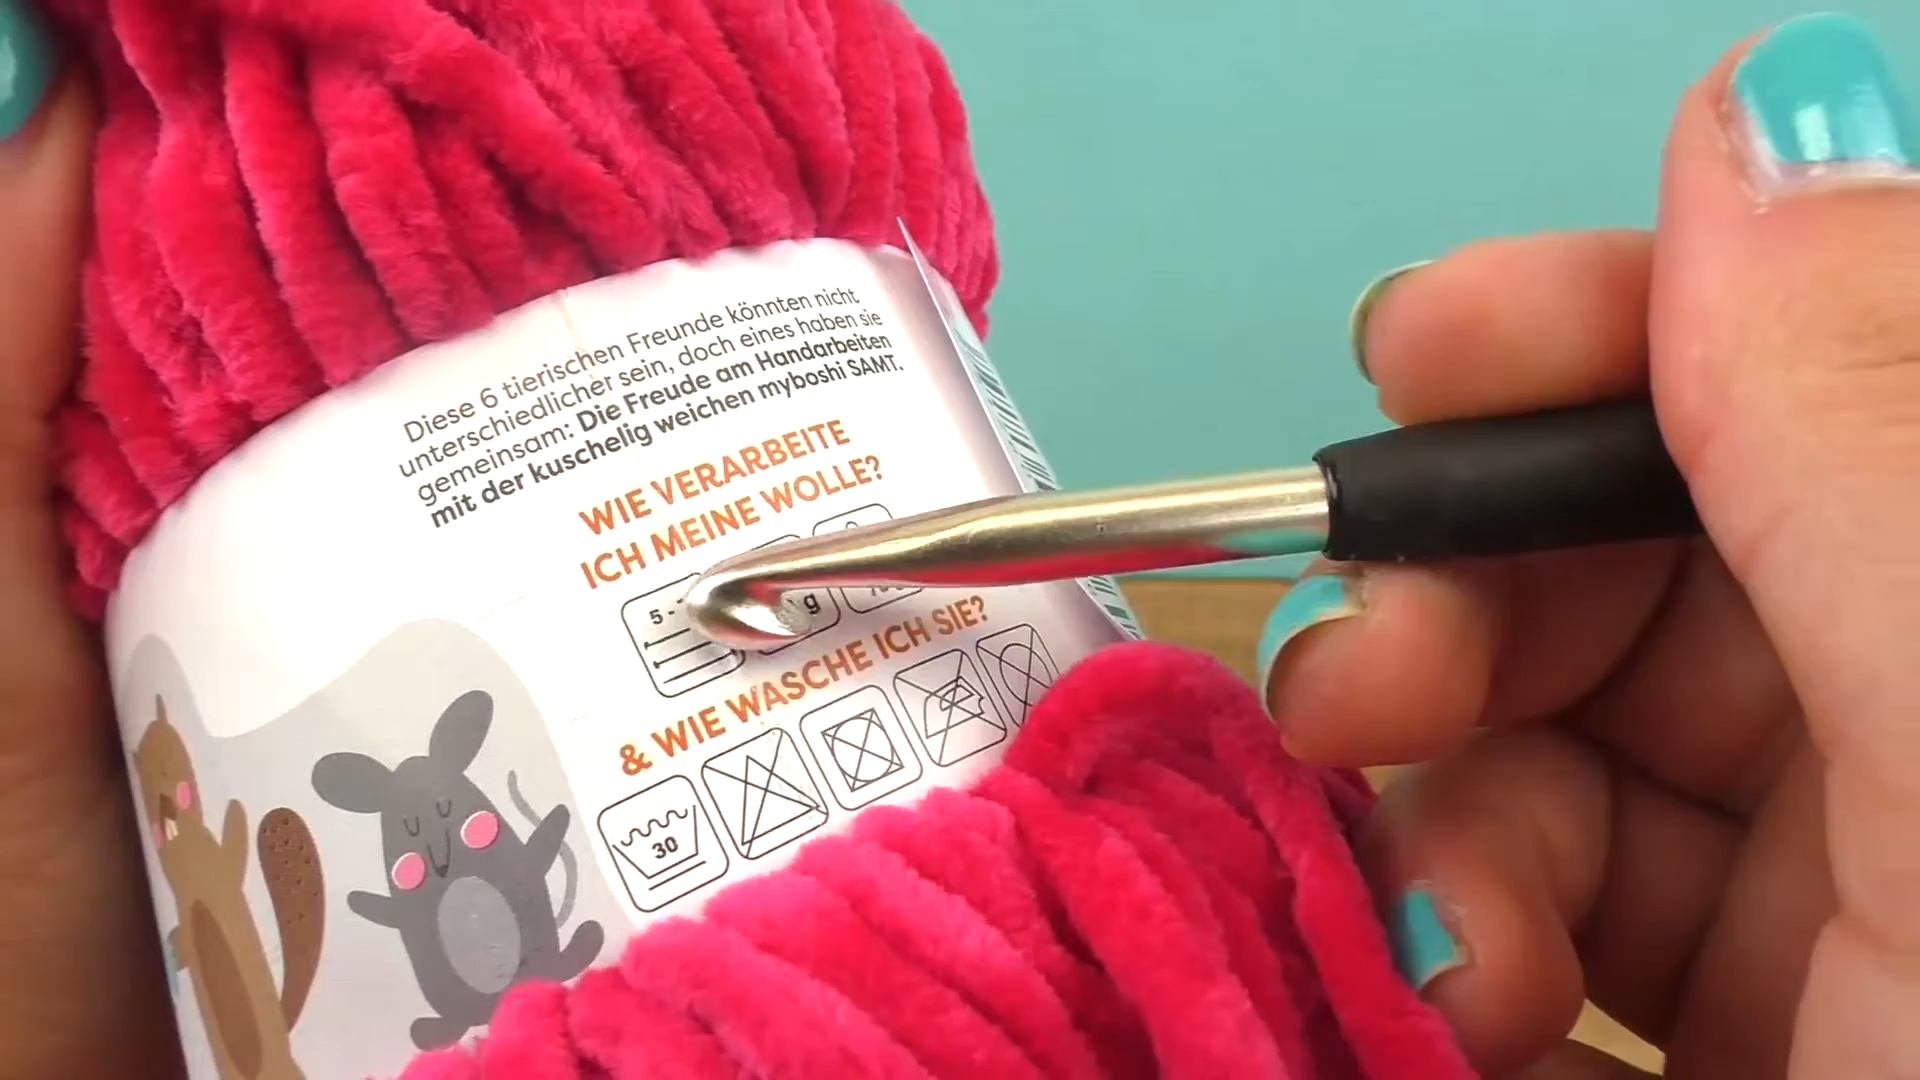 Diese 6 tierischen Freunde könnten nicht
unterschiedlicher sein, doch eines haben sie
gemeinsam: Die Freude am Handarbeiten
mit der kuschelig weichen myboshi SAMT.
WIE VERARBEITE
ICH MEINE WOLLE?
5 - g
& WIE WASCHE ICH SIE?
30